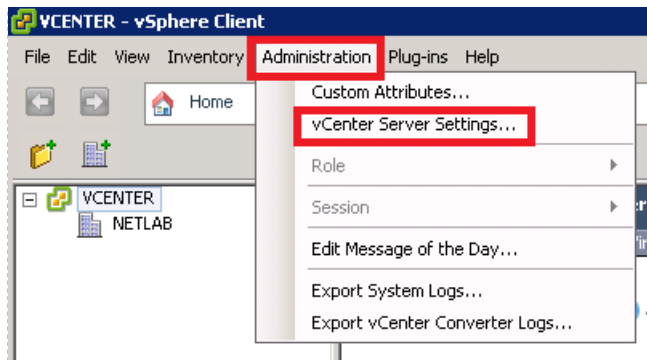 VCENTER - vSphere Client
File Edit View Inventory Administration Plug-ins Help
Home
Custom Attributes...
vCenter Server Settings...
Role
Session
Edit Message of the Day...
Export System Logs...
Export vCenter Converter Logs...
VCENTER
NETLAB